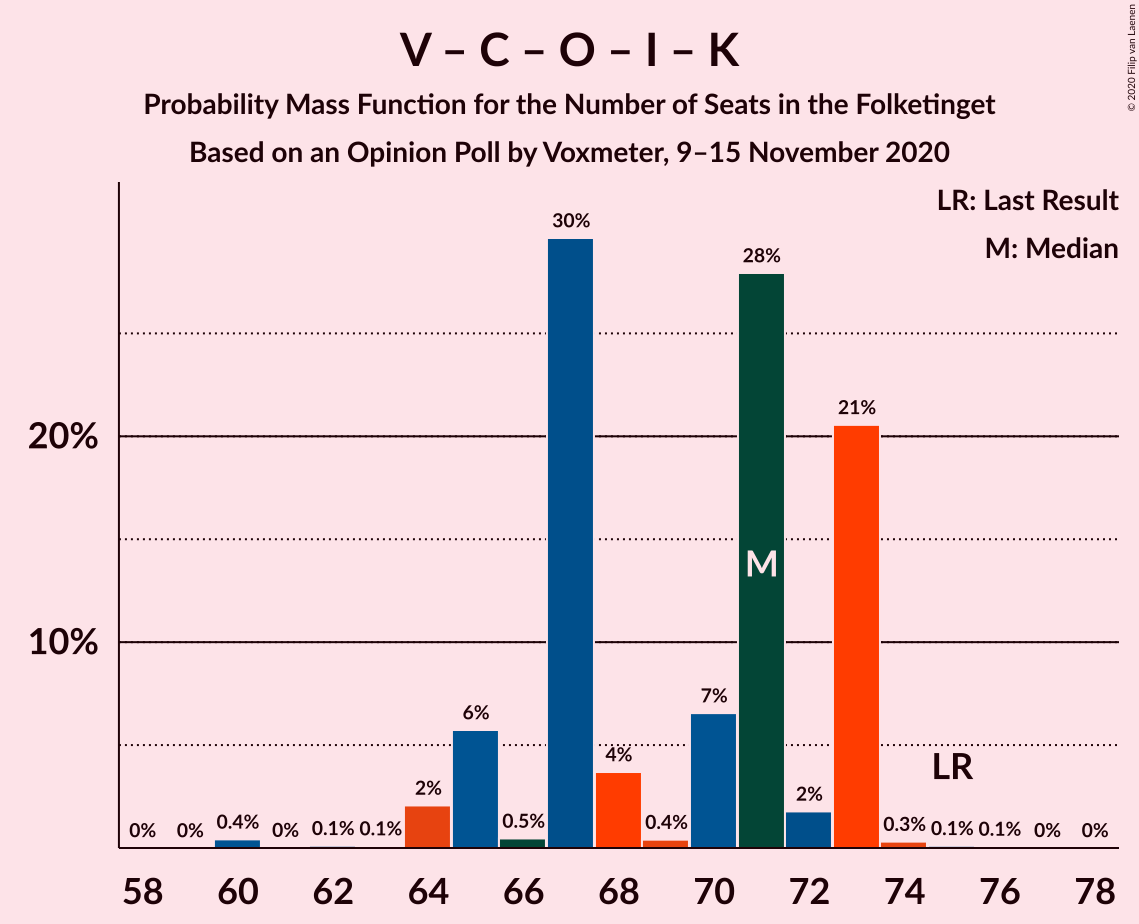 V – C – O – I – K
Probability Mass Function for the Number of Seats in the Folketinget
Based on an Opinion Poll by Voxmeter, 9–15 November 2020
© 2020 Filip van Laenen
LR: Last Result
M: Median
20%
10%
0%
0%
0.4%
0%
0.1%
0.1%
2%
6%
0.5%
30%
4%
0.4%
7%
28%
2%
21%
0.3%
0.1%
0.1%
0%
0%
M
LR
58 60 62 64 66 68 70 72 74 76 78